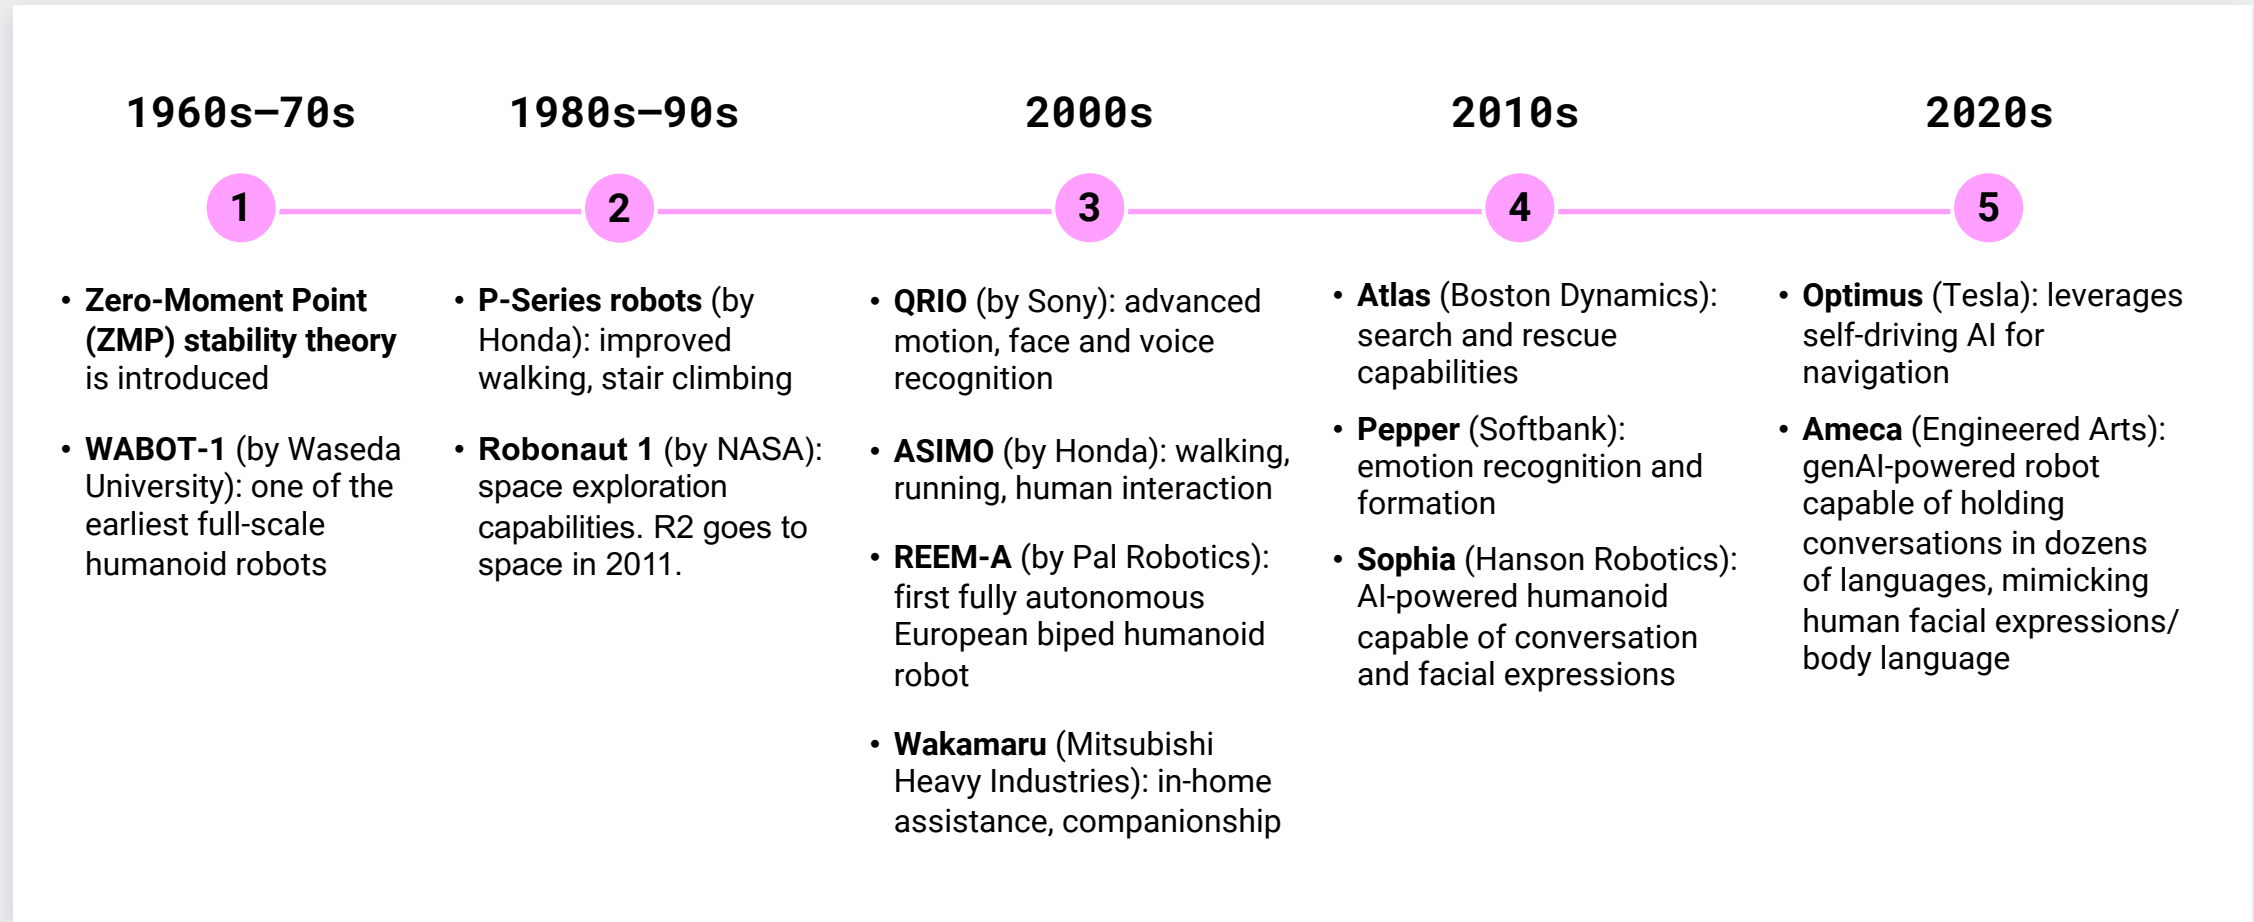 1960s–70s
1980s–90s
2000s
2010s
2020s
1
2
3
4
5
• Zero-Moment Point
(ZMP) stability theory
is introduced
• WABOT-1 (by Waseda
University): one of the
earliest full-scale
humanoid robots
• P-Series robots (by
Honda): improved
walking, stair climbing
• Robonaut 1 (by NASA):
space exploration
capabilities. R2 goes to
space in 2011.
• QRIO (by Sony): advanced
motion, face and voice
recognition
• ASIMO (by Honda): walking,
running, human interaction
• REEM-A (by Pal Robotics):
first fully autonomous
European biped humanoid
robot
• Wakamaru (Mitsubishi
Heavy Industries): in-home
assistance, companionship
• Atlas (Boston Dynamics):
search and rescue
capabilities
• Pepper (Softbank):
emotion recognition and
formation
• Sophia (Hanson Robotics):
AI-powered humanoid
capable of conversation
and facial expressions
• Optimus (Tesla): leverages
self-driving AI for
navigation
• Ameca (Engineered Arts):
genAI-powered robot
capable of holding
conversations in dozens
of languages, mimicking
human facial expressions/
body language